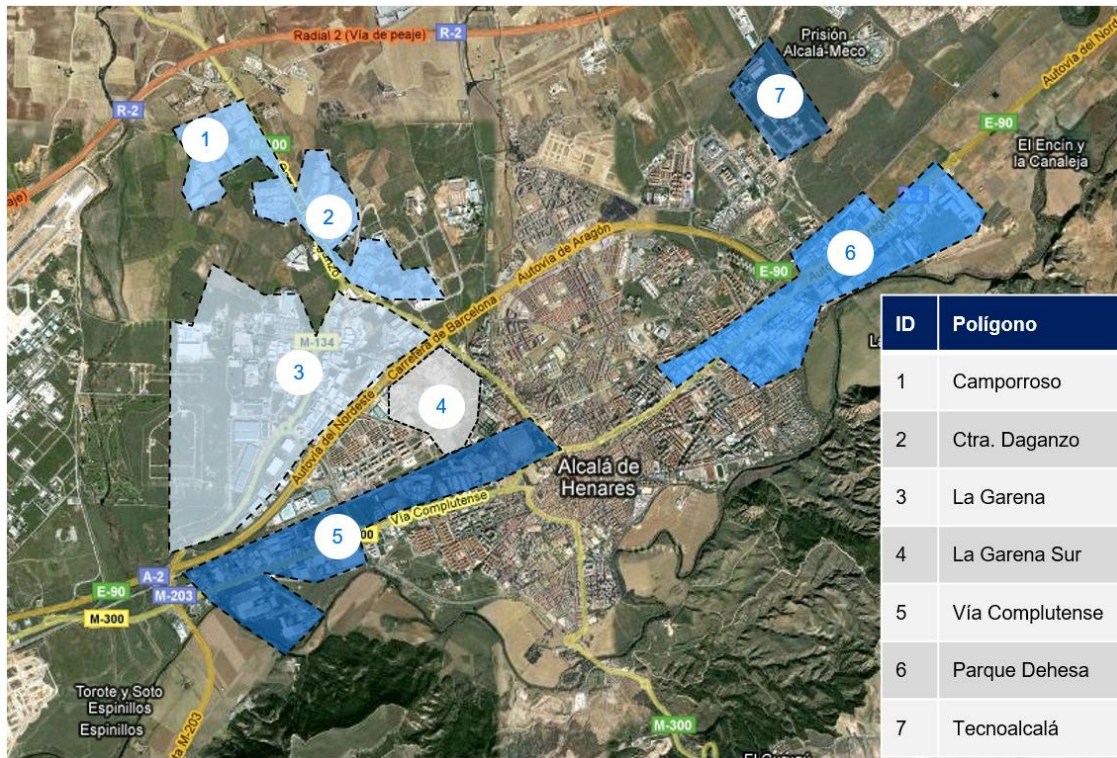 Radial 2 (Vía de peaje)
R-2
Prisión
Alcalá-Meco
Autovía del Nord
7
R-2
E-90
1
El Encín y
la Canaleja
2
Autovía de Aragón
6
E-90
M-134
Carretera de Barcelona
3
4
Autovía del Nordeste
Alcalá de
Henares
Vía Complutense
5
A-2
E-90
M-203
M-300
Torote y Soto
Espinillos
Espinillos
M-203
M-300
ID Polígono
1 Camporroso
2 Ctra. Daganzo
3 La Garena
4 La Garena Sur
5 Vía Complutense
6 Parque Dehesa
7 Tecnoalcalá